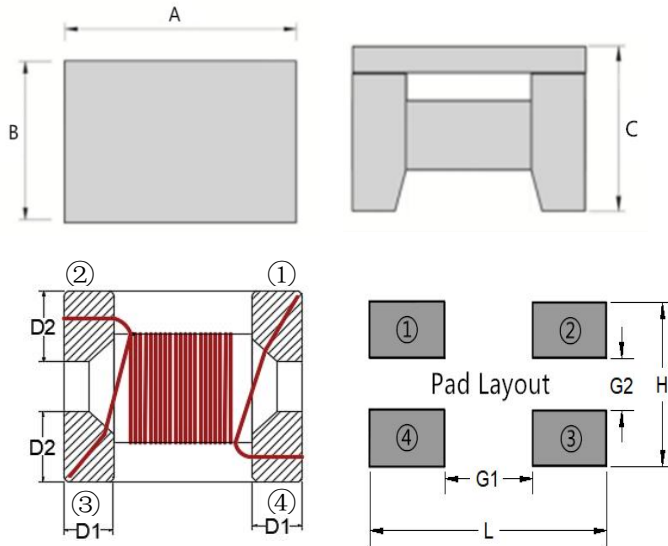 A
B
C
② ①
D2
D2
③ ④
D1 D1
① ②
Pad Layout G2 H
④ ③
G1
L